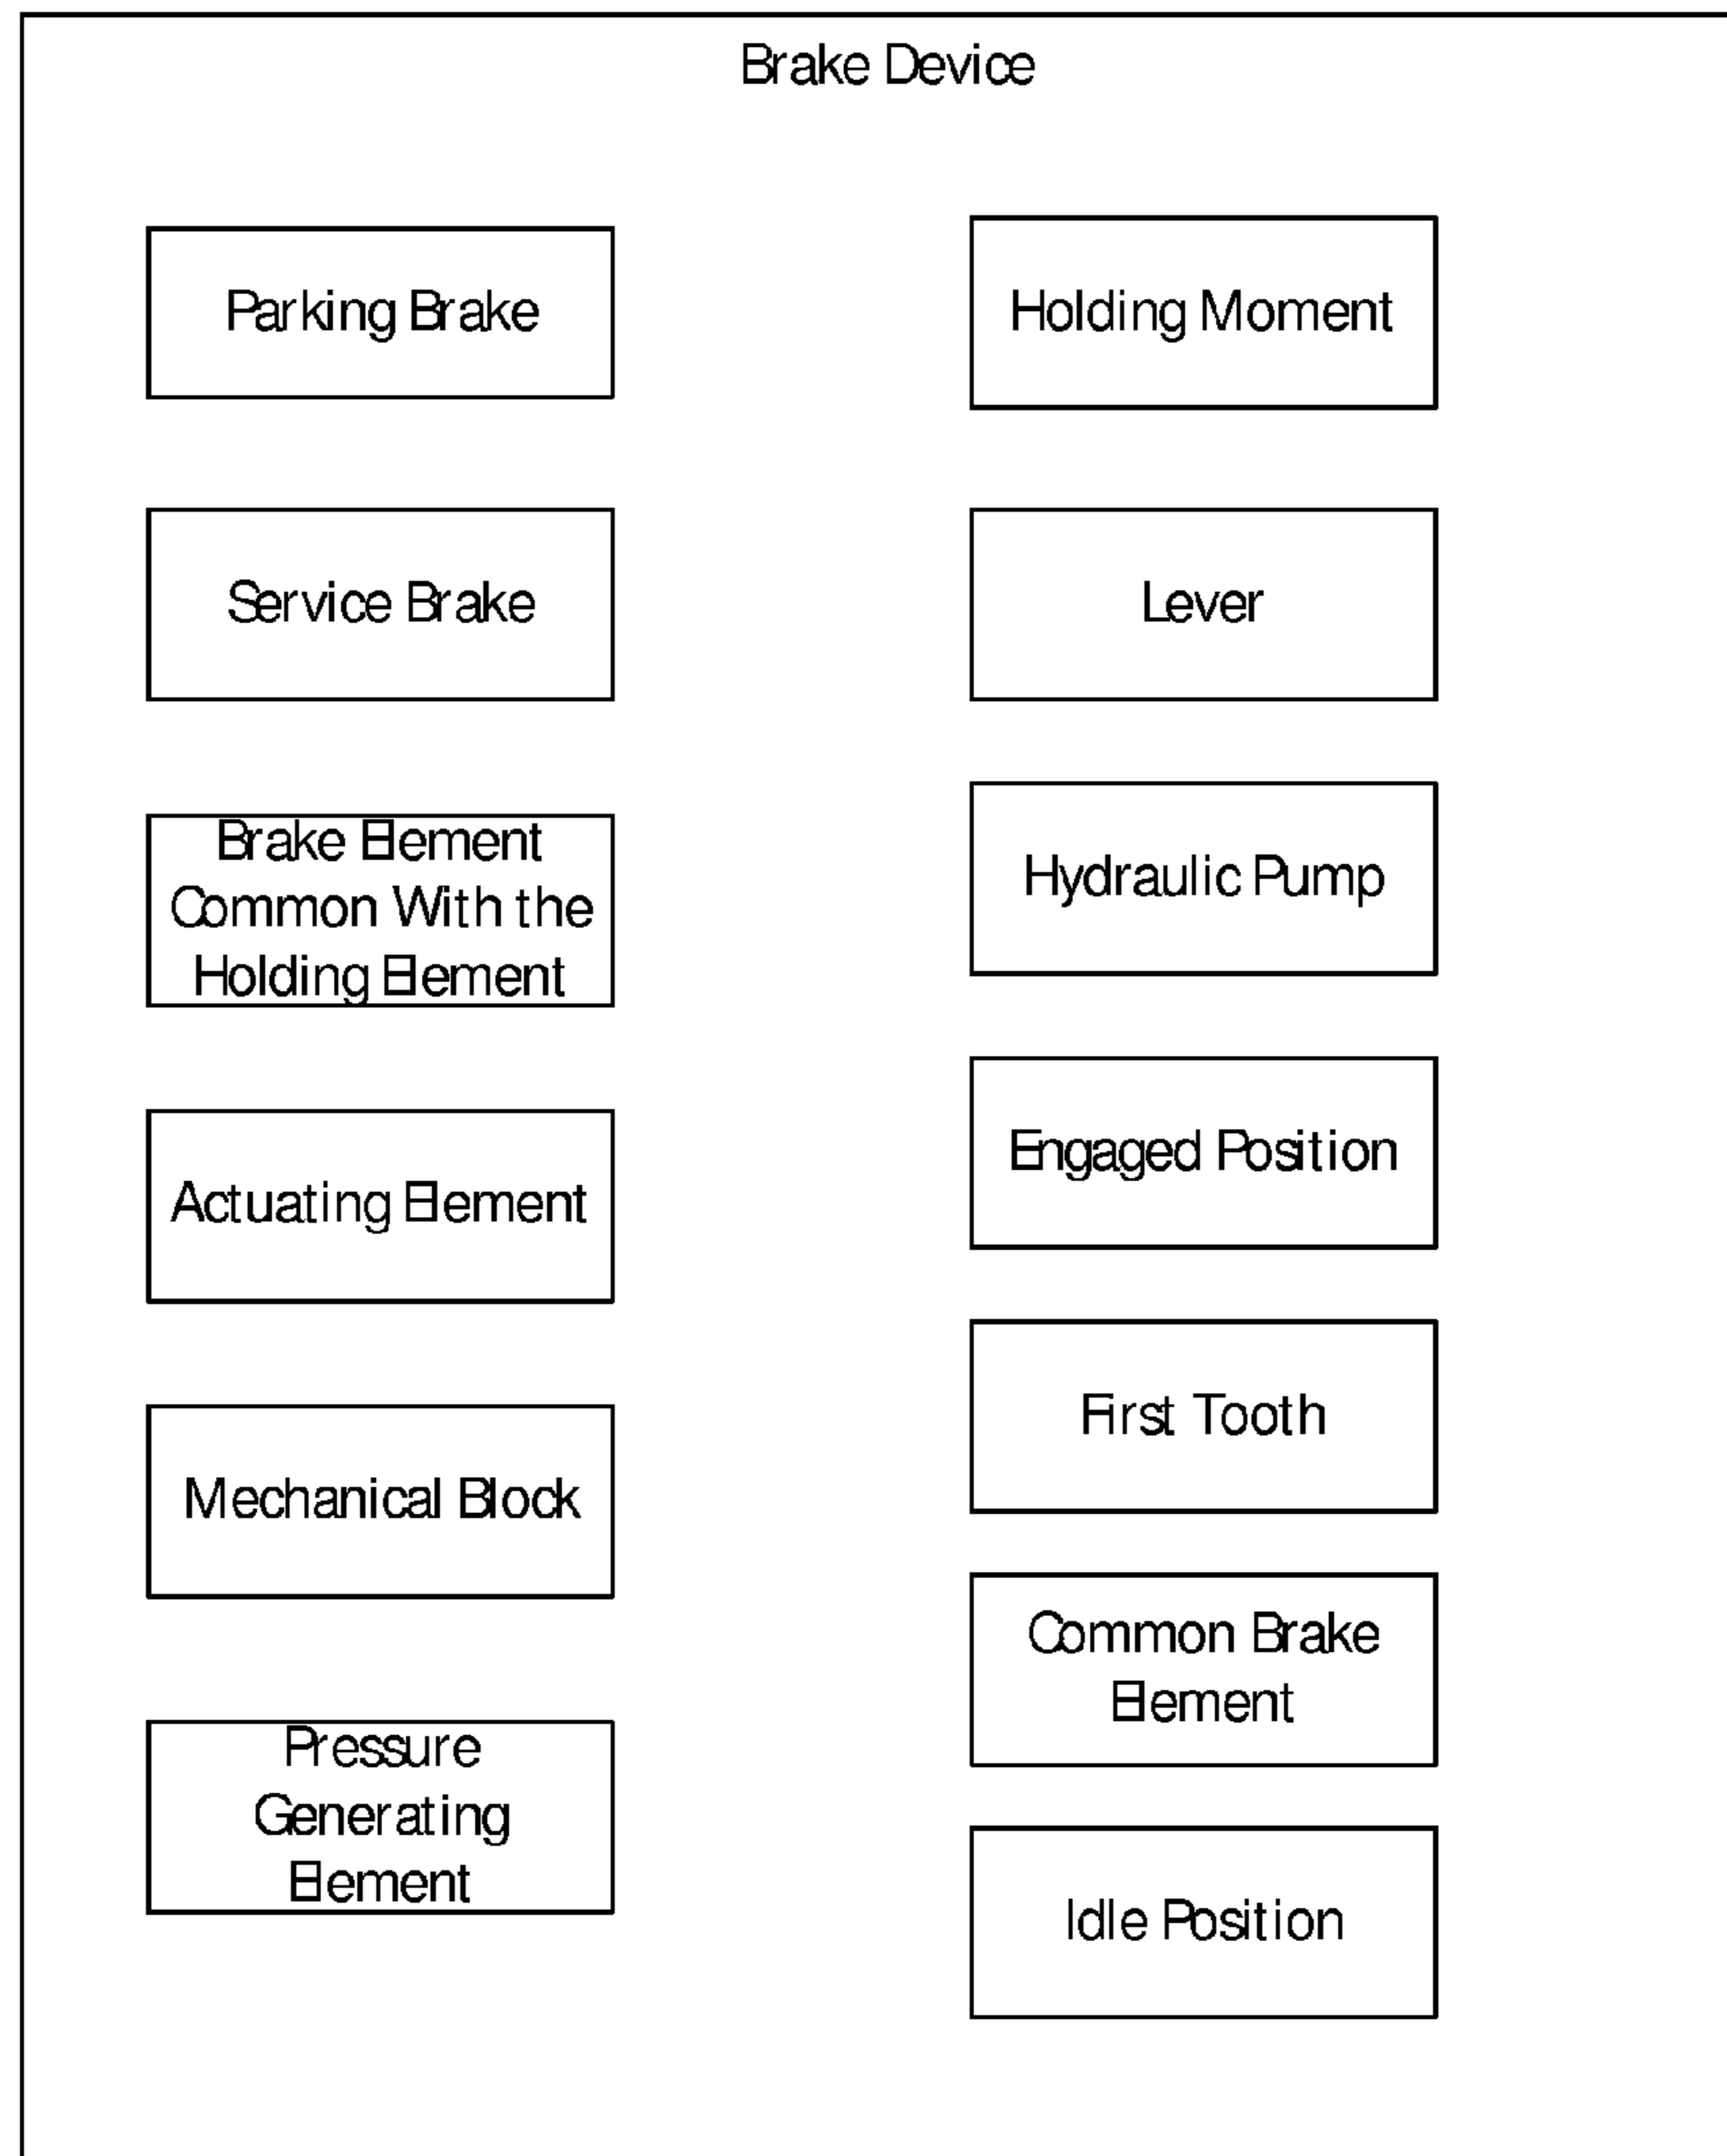 Brake Device
Parking Brake
Service Brake
Brake Element
Common With the
Holding Element
Actuating Element
Mechanical Block
Pressure
Generating
Element
Holding Moment
Lever
Hydraulic Pump
Engaged Position
First Tooth
Common Brake
Element
Idle Position